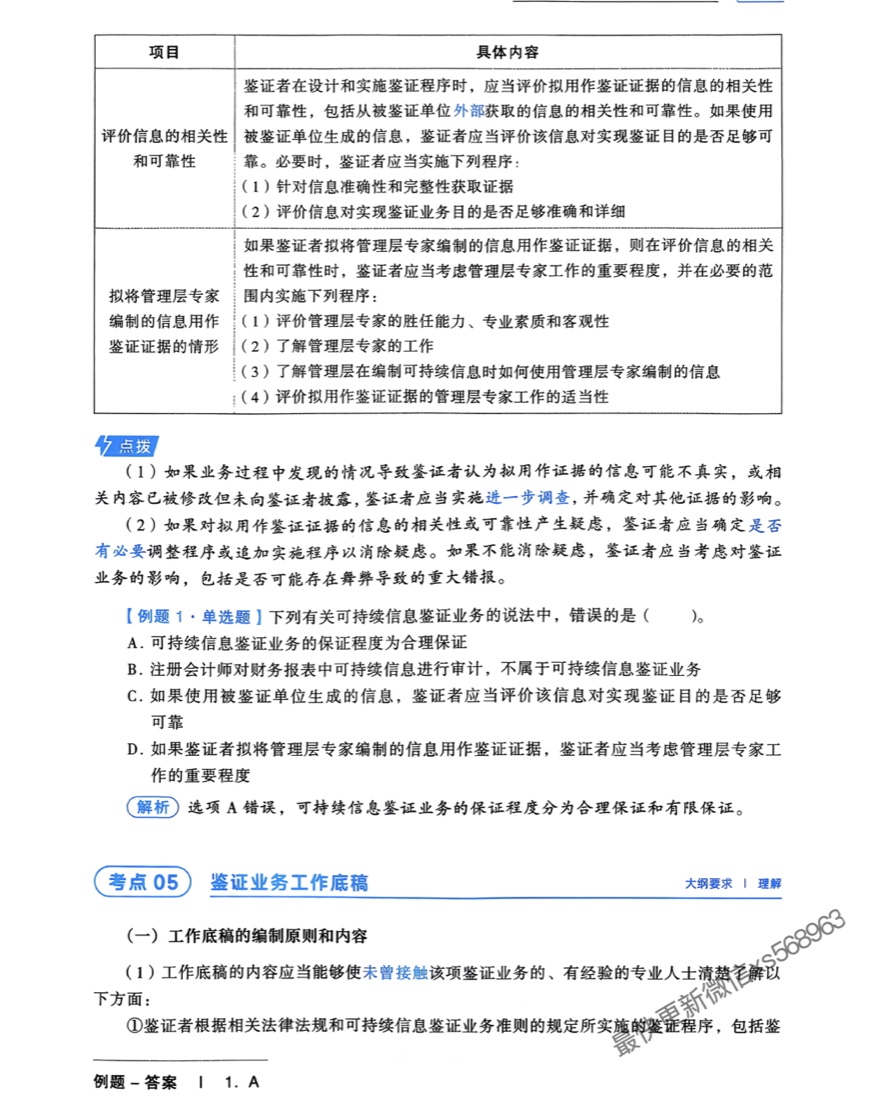 项目
具体内容
评价信息的相关性
和可靠性
鉴证者在设计和实施鉴证程序时，应当评价拟用作鉴证证据的信息的相关性
和可靠性，包括从被鉴证单位外部获取的信息的相关性和可靠性。如果使用
被鉴证单位生成的信息，鉴证者应当评价该信息对实现鉴证目的是否足够可
靠。必要时，鉴证者应当实施下列程序：
（1）针对信息准确性和完整性获取证据
（2）评价信息对实现鉴证业务目的是否足够准确和详细
拟将管理层专家
编制的信息用作
鉴证证据的情形
如果鉴证者拟将管理层专家编制的信息用作鉴证证据，则在评价信息的相关
性和可靠性时，鉴证者应当考虑管理层专家工作的重要程度，并在必要的范
围内实施下列程序：
（1）评价管理层专家的胜任能力、专业素质和客观性
（2）了解管理层专家的工作
（3）了解管理层在编制可持续信息时如何使用管理层专家编制的信息
（4）评价拟用作鉴证证据的管理层专家工作的适当性
点拨
（1）如果业务过程中发现的情况导致鉴证者认为拟用作证据的信息可能不真实，或相
关内容已被修改但未向鉴证者披露，鉴证者应当实施进一步调查，并确定对其他证据的影响。
（2）如果对拟用作鉴证证据的信息的相关性或可靠性产生疑虑，鉴证者应当确定是否
有必要调整程序或追加实施程序以消除疑虑。如果不能消除疑虑，鉴证者应当考虑对鉴证
业务的影响，包括是否可能存在舞弊导致的重大错报。
【例题1·单选题】下列有关可持续信息鉴证业务的说法中，错误的是（　　）。
A. 可持续信息鉴证业务的保证程度为合理保证
B. 注册会计师对财务报表中可持续信息进行审计，不属于可持续信息鉴证业务
C. 如果使用被鉴证单位生成的信息，鉴证者应当评价该信息对实现鉴证目的是否足够
可靠
D. 如果鉴证者拟将管理层专家编制的信息用作鉴证证据，鉴证者应当考虑管理层专家工
作的重要程度
解析 选项A错误，可持续信息鉴证业务的保证程度分为合理保证和有限保证。
考点05 鉴证业务工作底稿 大纲要求 | 理解
（一）工作底稿的编制原则和内容
（1）工作底稿的内容应当能够使未曾接触该项鉴证业务的、有经验的专业人士清楚了解以
下方面：
①鉴证者根据相关法律法规和可持续信息鉴证业务准则的规定所实施的鉴证程序，包括鉴
最快更新微信xs568963
例题-答案 | 1. A